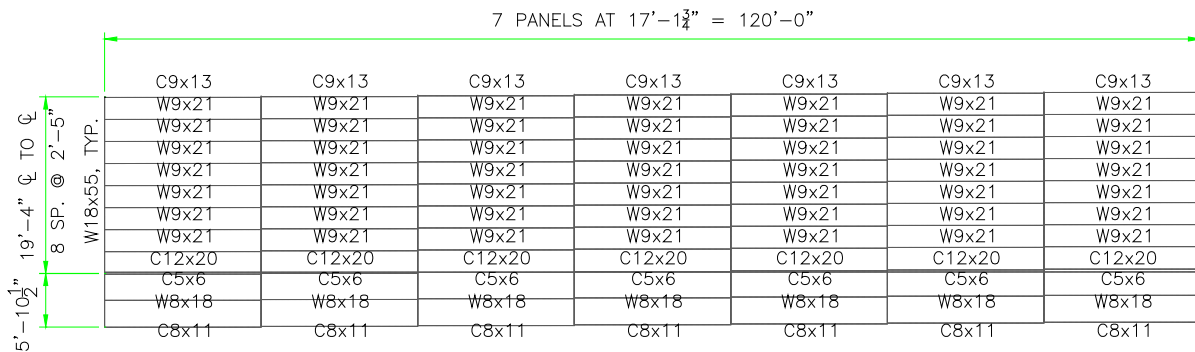 7 PANELS AT 17'-1 3/4" = 120'-0"
C9x13 C9x13 C9x13 C9x13 C9x13 C9x13 C9x13
W9x21 W9x21 W9x21 W9x21 W9x21 W9x21 W9x21
W9x21 W9x21 W9x21 W9x21 W9x21 W9x21 W9x21
W9x21 W9x21 W9x21 W9x21 W9x21 W9x21 W9x21
W9x21 W9x21 W9x21 W9x21 W9x21 W9x21 W9x21
W9x21 W9x21 W9x21 W9x21 W9x21 W9x21 W9x21
W9x21 W9x21 W9x21 W9x21 W9x21 W9x21 W9x21
W9x21 W9x21 W9x21 W9x21 W9x21 W9x21 W9x21
C12x20 C12x20 C12x20 C12x20 C12x20 C12x20 C12x20
C5x6 C5x6 C5x6 C5x6 C5x6 C5x6 C5x6
W8x18 W8x18 W8x18 W8x18 W8x18 W8x18 W8x18
C8x11 C8x11 C8x11 C8x11 C8x11 C8x11 C8x11
19'-4" ℄ TO ℄
8 SP. @ 2'-5"
W18x55, TYP.
5'-10 1/2"